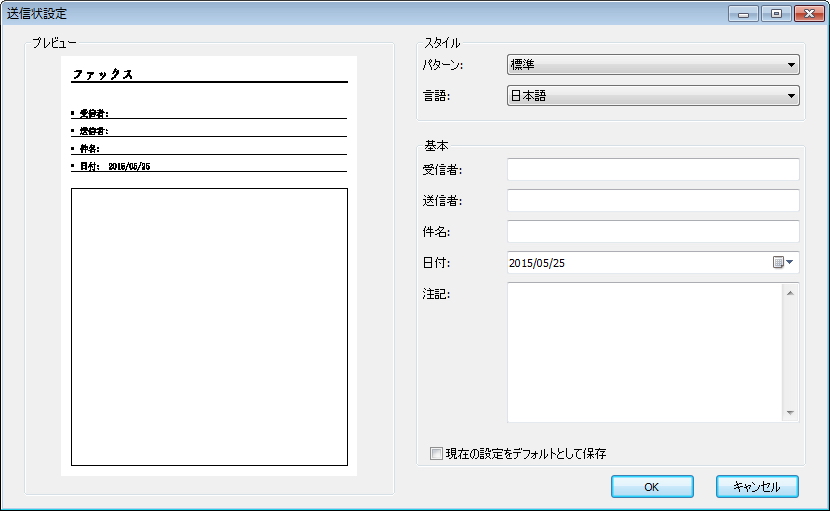 送信状設定
プレビュー
ファックス
受信者:
送信者:
件名:
日付: 2015/05/25
スタイル
パターン: 標準
言語: 日本語
基本
受信者:
送信者:
件名:
日付: 2015/05/25
注記:
現在の設定をデフォルトとして保存
OK キャンセル